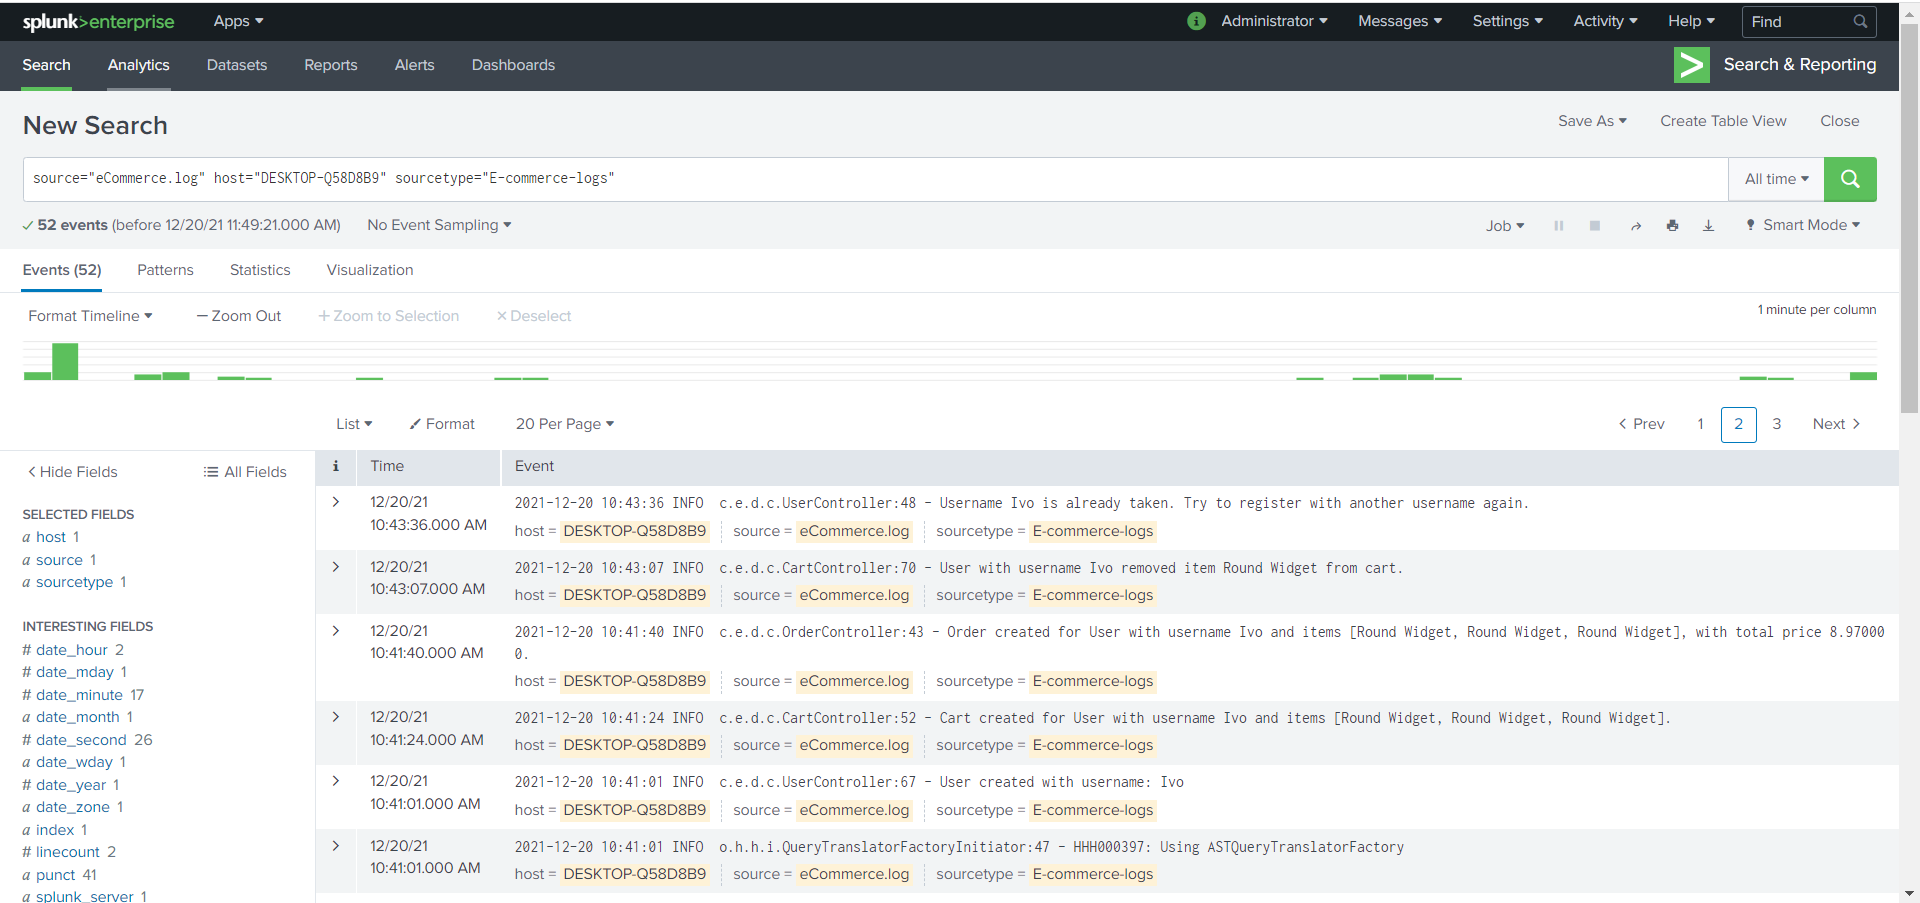 splunk>enterprise Apps Administrator Messages Settings Activity Help Find
Search Analytics Datasets Reports Alerts Dashboards Search & Reporting
New Search Save As Create Table View Close
source="eCommerce.log" host="DESKTOP-Q58D8B9" sourcetype="E-commerce-logs" All time
52 events (before 12/20/21 11:49:21.000 AM) No Event Sampling Job Smart Mode
Events (52) Patterns Statistics Visualization
Format Timeline — Zoom Out + Zoom to Selection × Deselect 1 minute per column
List Format 20 Per Page < Prev 1 2 3 Next >
< Hide Fields All Fields
SELECTED FIELDS
a host 1
a source 1
a sourcetype 1
INTERESTING FIELDS
# date_hour 2
# date_mday 1
# date_minute 17
a date_month 1
# date_second 26
a date_wday 1
# date_year 1
a date_zone 1
a index 1
# linecount 2
a punct 41
a splunk_server 1
i Time Event
> 12/20/21 2021-12-20 10:43:36 INFO c.e.d.c.UserController:48 - Username Ivo is already taken. Try to register with another username again.
10:43:36.000 AM host = DESKTOP-Q58D8B9 source = eCommerce.log sourcetype = E-commerce-logs
> 12/20/21 2021-12-20 10:43:07 INFO c.e.d.c.CartController:70 - User with username Ivo removed item Round Widget from cart.
10:43:07.000 AM host = DESKTOP-Q58D8B9 source = eCommerce.log sourcetype = E-commerce-logs
> 12/20/21 2021-12-20 10:41:40 INFO c.e.d.c.OrderController:43 - Order created for User with username Ivo and items [Round Widget, Round Widget, Round Widget], with total price 8.97000
10:41:40.000 AM 0.
host = DESKTOP-Q58D8B9 source = eCommerce.log sourcetype = E-commerce-logs
> 12/20/21 2021-12-20 10:41:24 INFO c.e.d.c.CartController:52 - Cart created for User with username Ivo and items [Round Widget, Round Widget, Round Widget].
10:41:24.000 AM host = DESKTOP-Q58D8B9 source = eCommerce.log sourcetype = E-commerce-logs
> 12/20/21 2021-12-20 10:41:01 INFO c.e.d.c.UserController:67 - User created with username: Ivo
10:41:01.000 AM host = DESKTOP-Q58D8B9 source = eCommerce.log sourcetype = E-commerce-logs
> 12/20/21 2021-12-20 10:41:01 INFO o.h.h.i.QueryTranslatorFactoryInitiator:47 - HHH000397: Using ASTQueryTranslatorFactory
10:41:01.000 AM host = DESKTOP-Q58D8B9 source = eCommerce.log sourcetype = E-commerce-logs